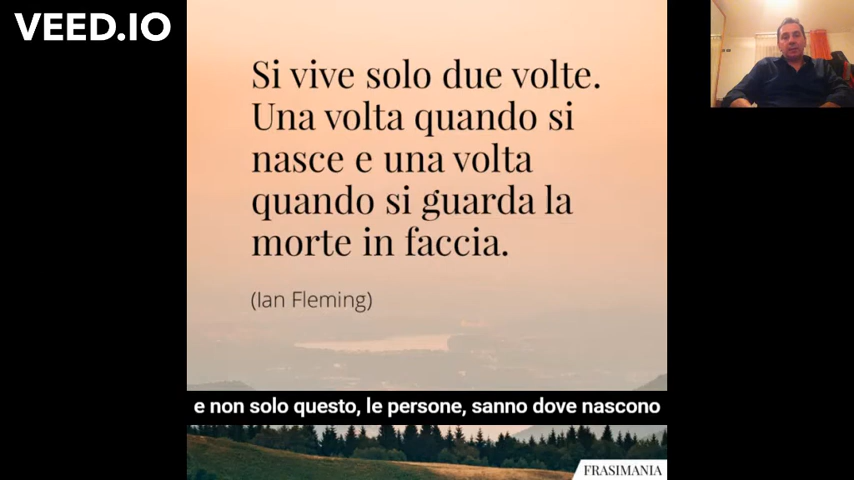 VEED.IO
Si vive solo due volte.
Una volta quando si
nasce e una volta
quando si guarda la
morte in faccia.
(Ian Fleming)
e non solo questo, le persone, sanno dove nascono
FRASIMANIA